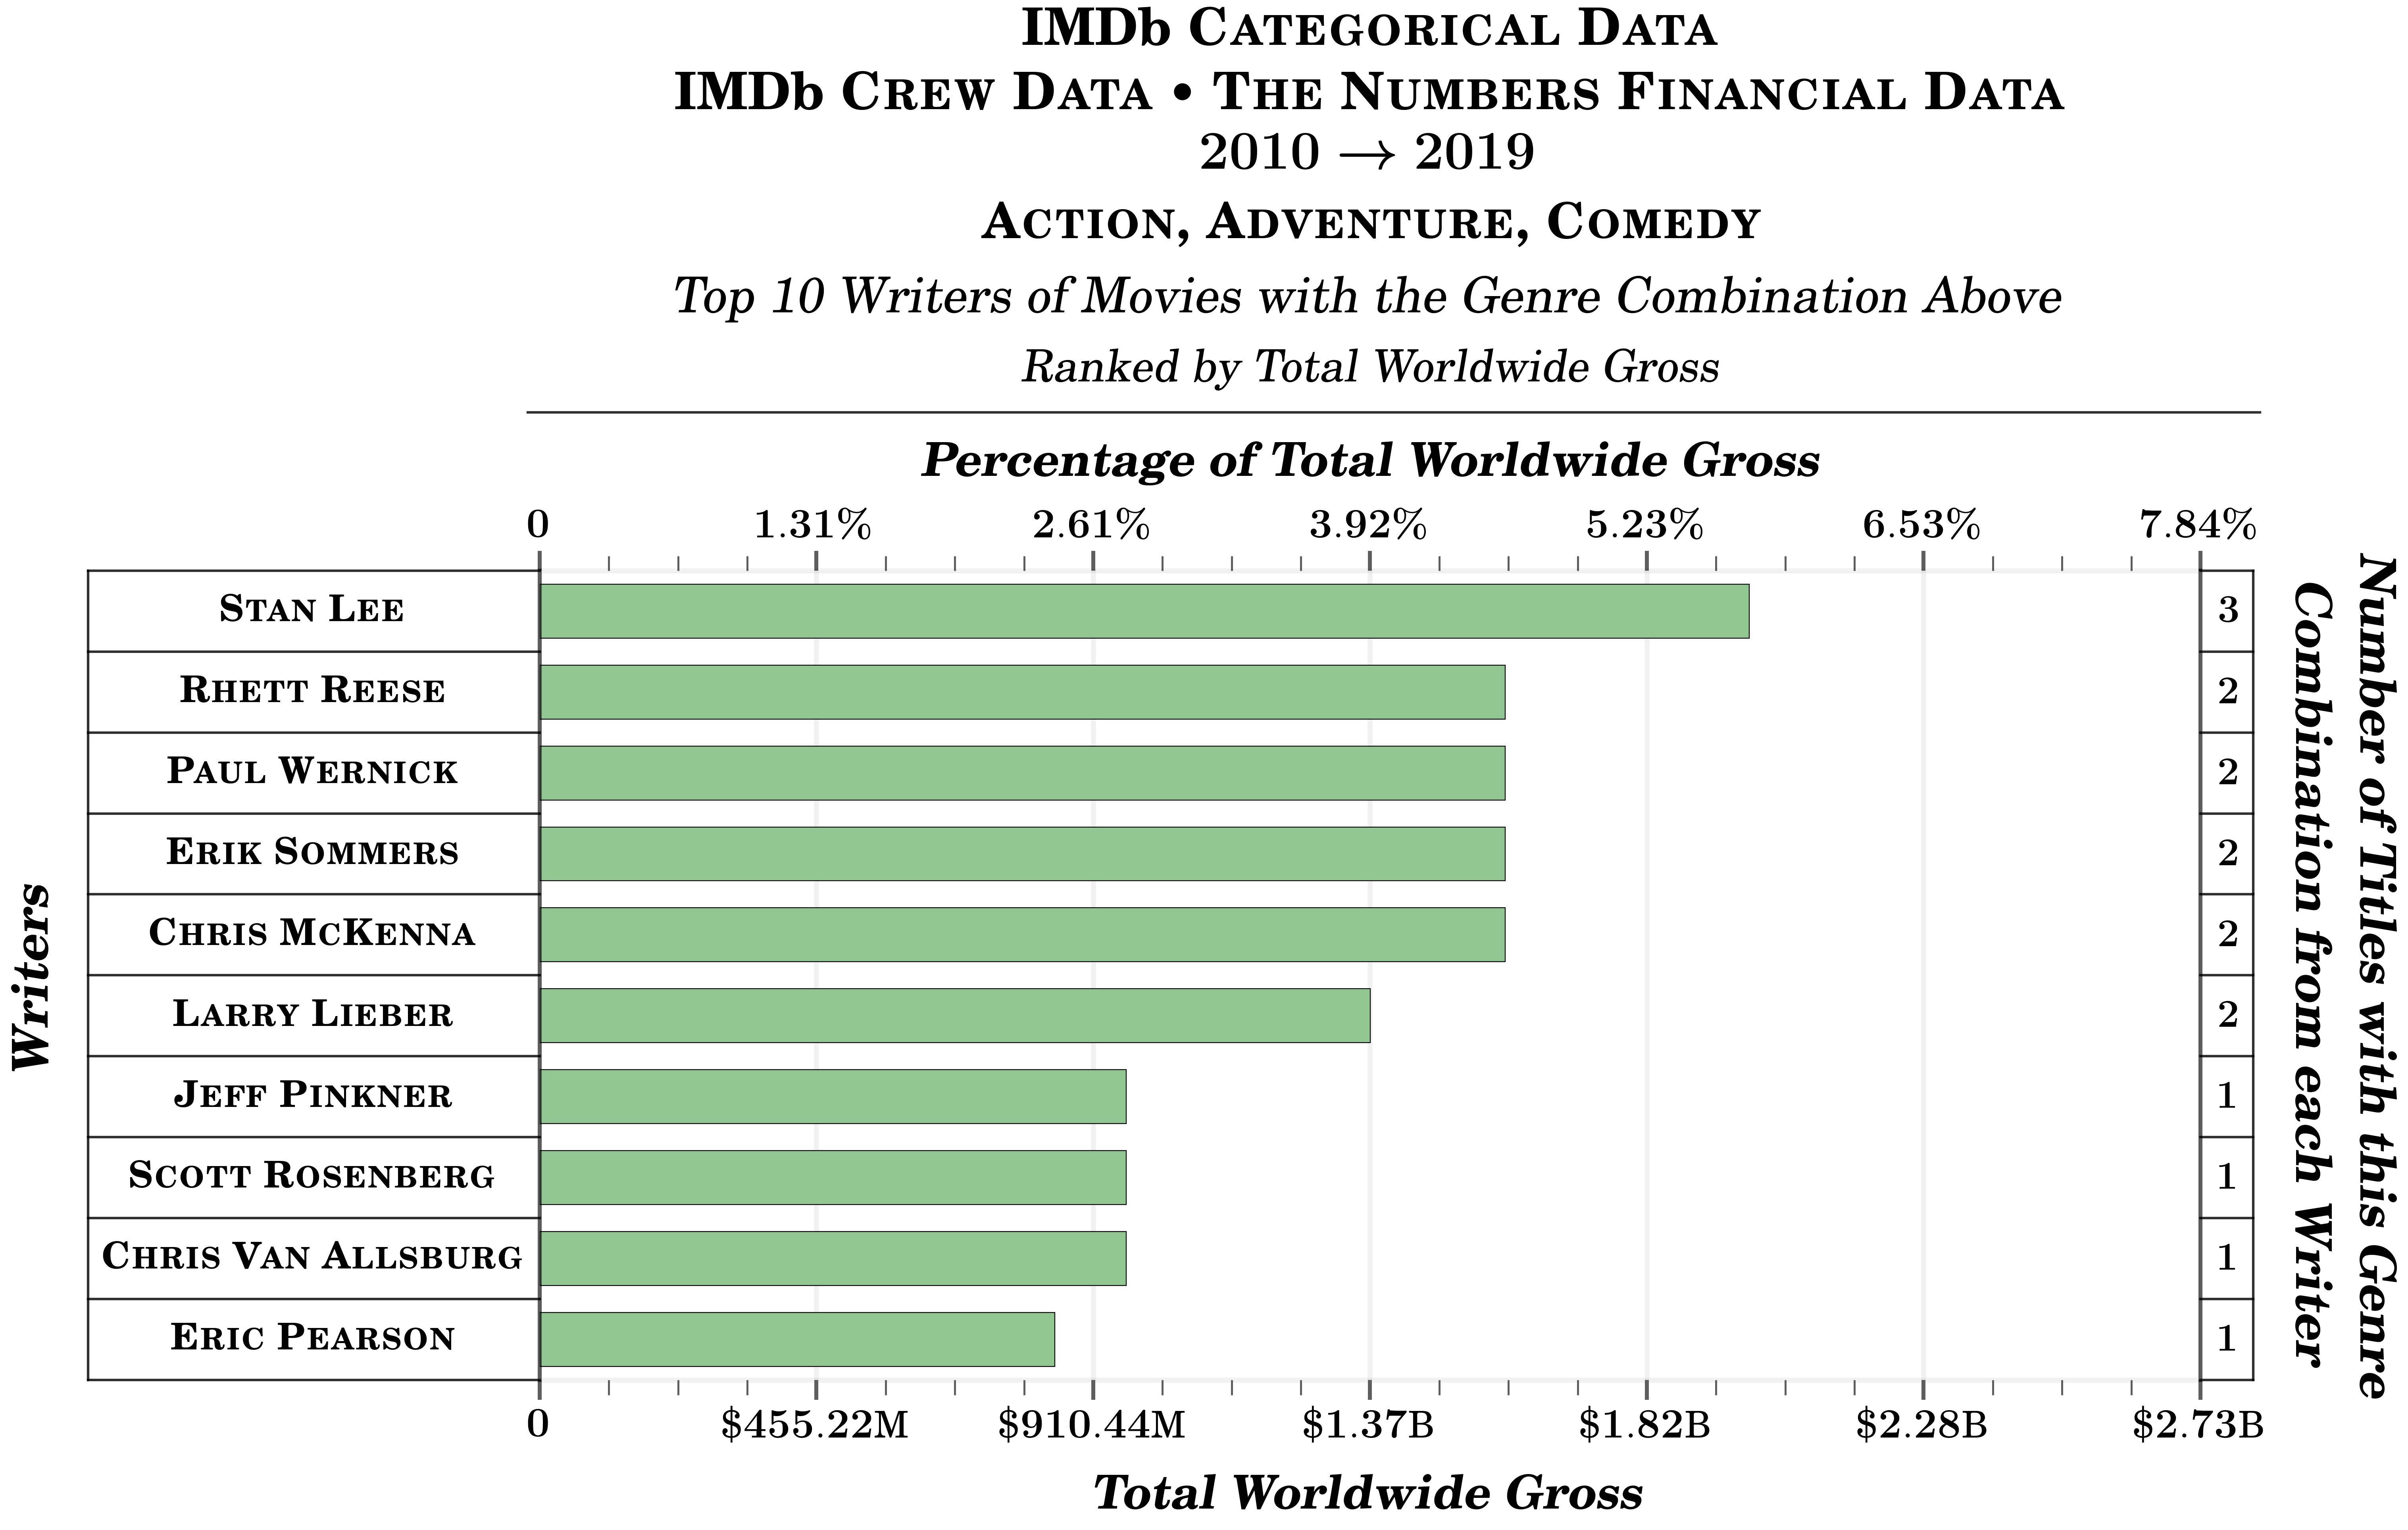 IMDb Categorical Data
IMDb Crew Data • The Numbers Financial Data
2010 → 2019
Action, Adventure, Comedy
Top 10 Writers of Movies with the Genre Combination Above
Ranked by Total Worldwide Gross
Percentage of Total Worldwide Gross
0 1.31% 2.61% 3.92% 5.23% 6.53% 7.84%
Writers
Stan Lee 3
Rhett Reese 2
Paul Wernick 2
Erik Sommers 2
Chris McKenna 2
Larry Lieber 2
Jeff Pinkner 1
Scott Rosenberg 1
Chris Van Allsburg 1
Eric Pearson 1
Number of Titles with this Genre
Combination from each Writer
0 $455.22M $910.44M $1.37B $1.82B $2.28B $2.73B
Total Worldwide Gross